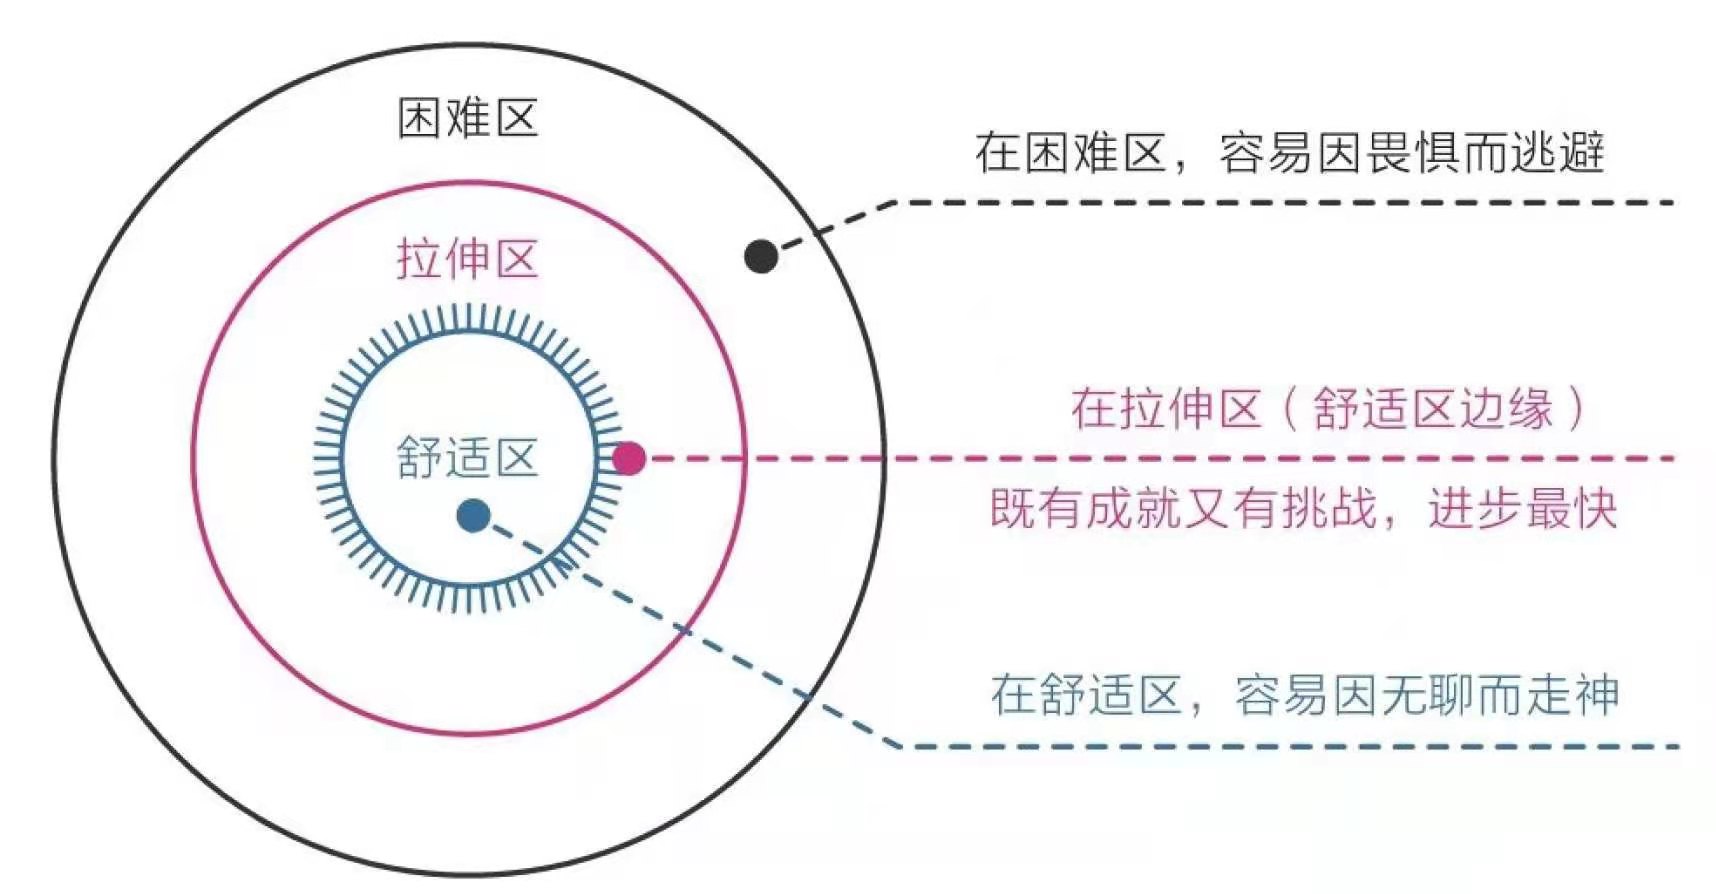 困难区
在困难区，容易因畏惧而逃避
拉伸区
在拉伸区（舒适区边缘）
舒适区
既有成就又有挑战，进步最快
在舒适区，容易因无聊而走神